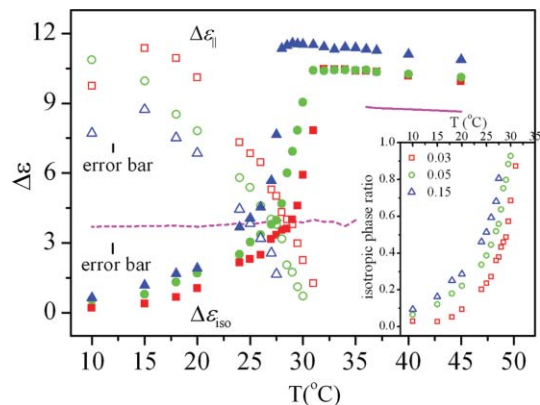 12
9
6
3
0
Δε
Δε∥
error bar
error bar
Δεiso
10 15 20 25 30 35 40 45 50
T(°C)
T(°C)
10 15 20 25 30
1.0
0.8
0.6
0.4
0.2
0.0
isotropic phase ratio
0.03
0.05
0.15